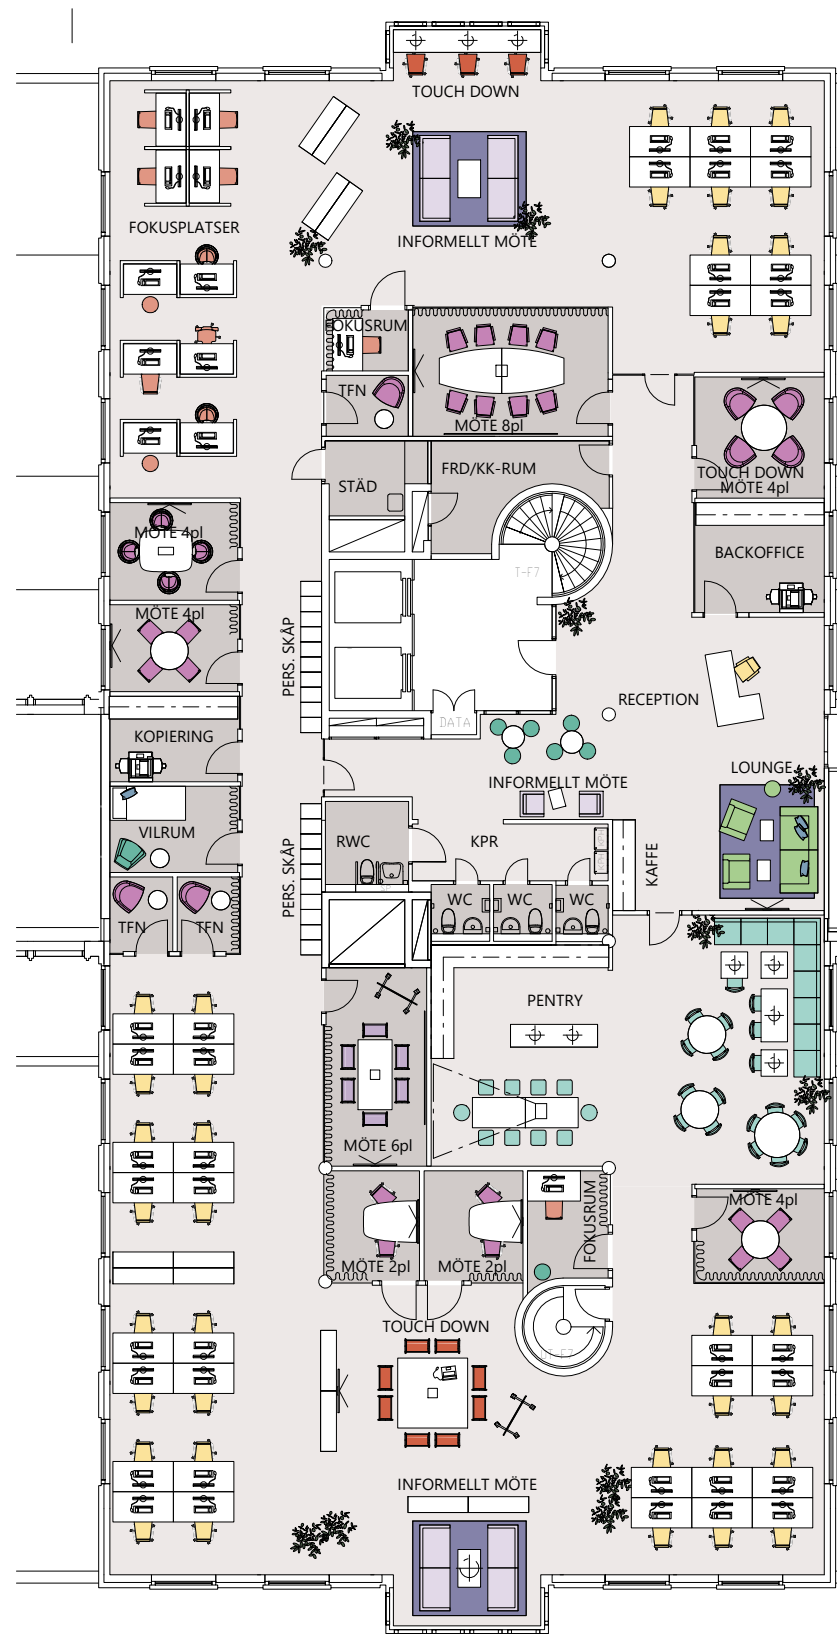 TOUCH DOWN
FOKUSPLATSER
INFORMELLT MÖTE
FOKUSRUM
TFN
MÖTE 8pl
TOUCH DOWN
MÖTE 4pl
STÄD
FRD/KK-RUM
MÖTE 4pl
BACKOFFICE
T-F7
MÖTE 4pl
PERS. SKÅP
RECEPTION
DATA
KOPIERING
INFORMELLT MÖTE
LOUNGE
VILRUM
RWC
KPR
KAFFE
PERS. SKÅP
WC
WC
WC
TFN
TFN
PENTRY
MÖTE 6pl
MÖTE 4pl
FOKUSRUM
MÖTE 2pl
MÖTE 2pl
TOUCH DOWN
INFORMELLT MÖTE